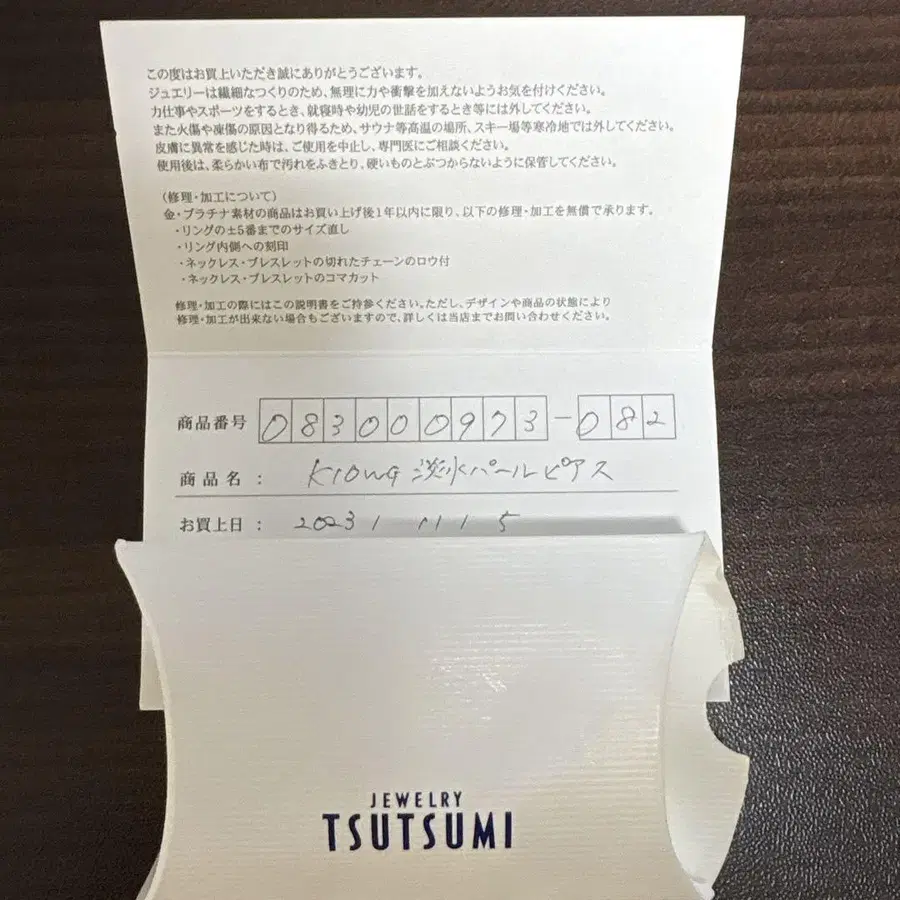 この度はお買上いただき誠にありがとうございます。
ジュエリーは繊細なつくりのため、無理に力や衝撃を加えないようお気を付けください。
力仕事やスポーツをするとき、就寝時や幼児の世話をするとき等には外してください。
また火傷や凍傷の原因となり得るため、サウナ等高温の場所、スキー場等寒冷地では外してください。
皮膚に異常を感じた時は、ご使用を中止し、専門医にご相談ください。
使用後は、柔らかい布で汚れをふきとり、硬いものとぶつからないように保管してください。
〈修理・加工について〉
金・プラチナ素材の商品はお買い上げ後1年以内に限り、以下の修理・加工を無償で承ります。
・リングの±5番までのサイズ直し
・リング内側への刻印
・ネックレス・ブレスレットの切れたチェーンのロウ付
・ネックレス・ブレスレットのコマカット
修理・加工の際にはこの説明書をご持参ください。ただし、デザインや商品の状態により
修理・加工が出来ない場合もございますので、詳しくは当店までお問い合わせください。
商品番号 083000973-082
商品名： K10WG 淡水パールピアス
お買上日： 2023 / 11 / 5
JEWELRY
TSUTSUMI